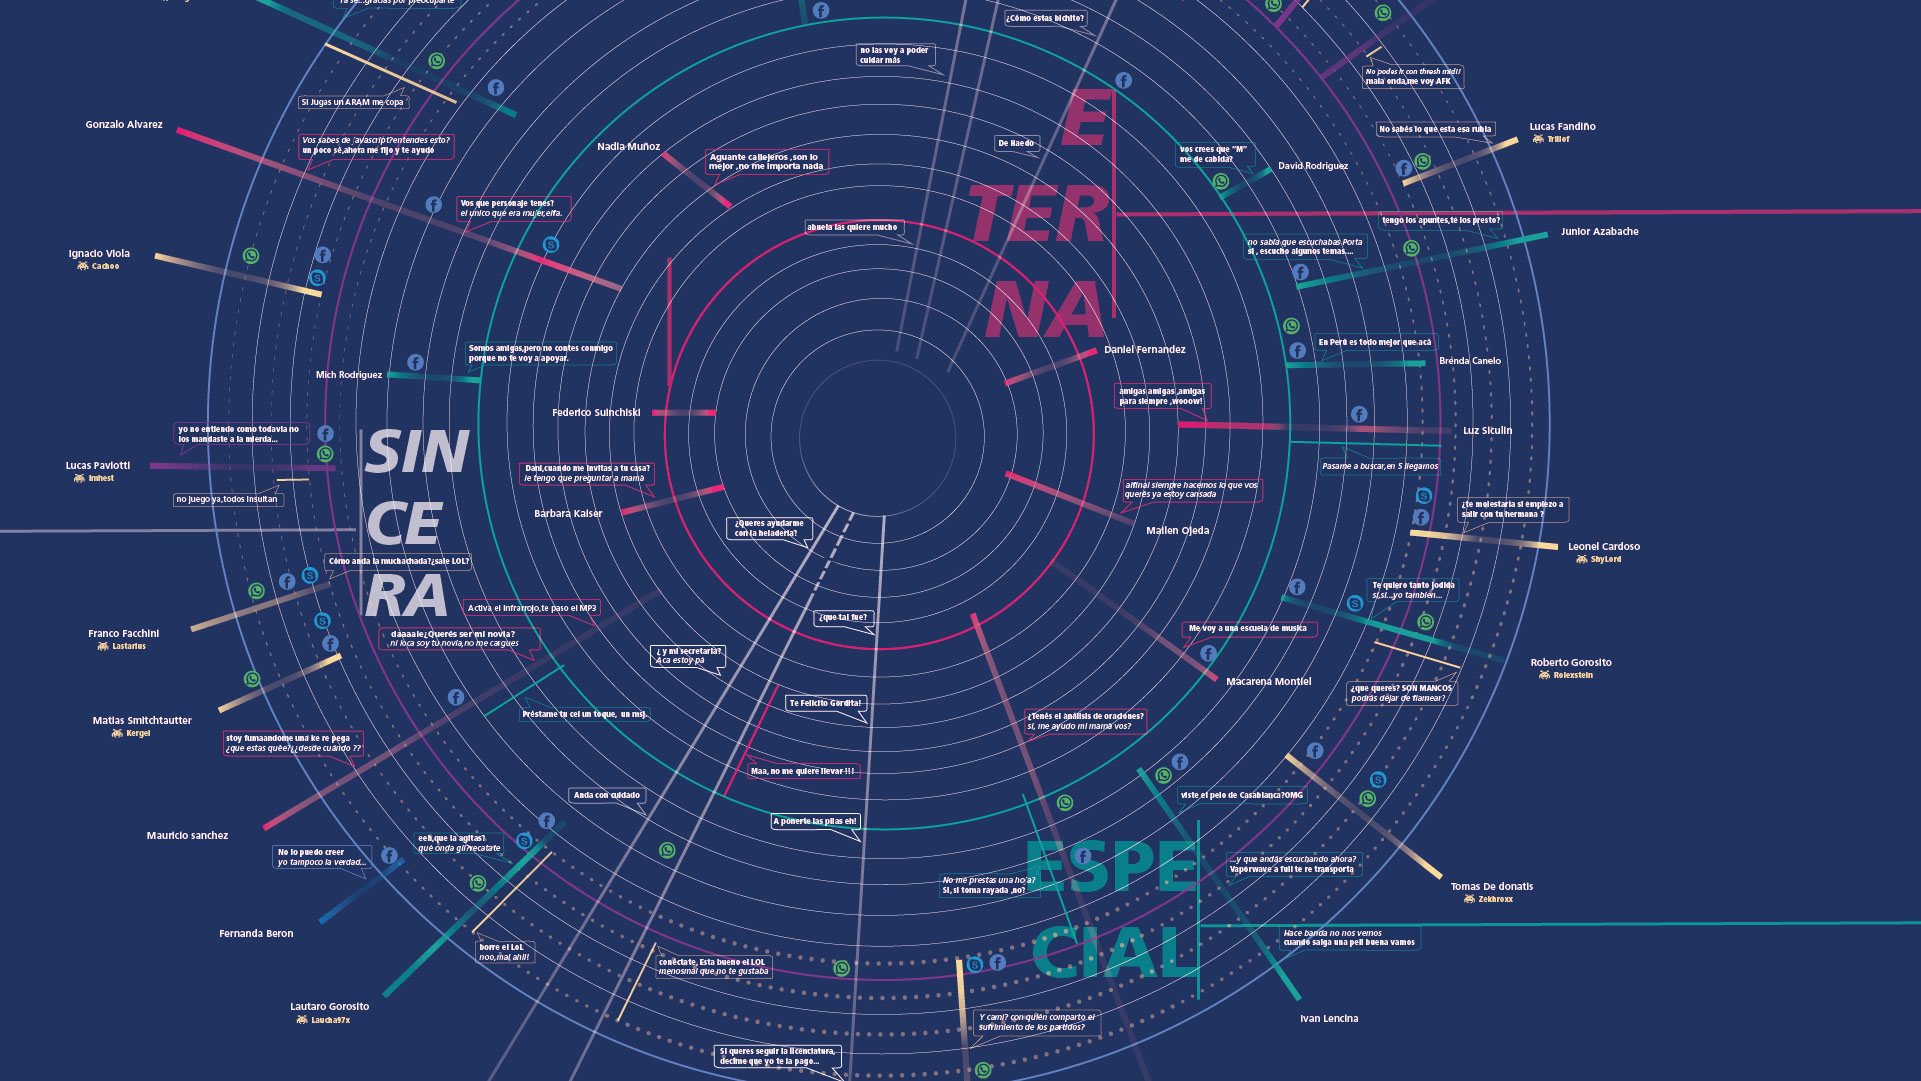 ¿Cómo estas bichito?
no las voy a poder
cuidar más
No podes ir con thresh mid!!
mala onda,me voy AFK
Si Jugas un ARAM me copa
Gonzalo Alvarez
Vos sabes de javascript?entendes esto?
un poco sé,ahora me fijo y te ayudo
Nadia Muñoz
Aguante callejeros ,son lo
mejor ,no me importa nada
De Haedo
E
TER
NA
vos crees que "M"
me de cabida?
David Rodriguez
No sabés lo que esta esa rubia
Lucas Fandiño
Trillof
Vos que personaje tenes?
el unico que era mujer,elfa.
abuela las quiere mucho
tengo los apuntes,te los presto?
Junior Azabache
no sabia que escuchabas Porta
si , escucho algunos temas....
Ignacio Viola
Cachoo
Somos amigas,pero no contes conmigo
porque no te voy a apoyar.
Mich Rodriguez
Daniel Fernandez
En Perú es todo mejor que acá
Brenda Canelo
amigas amigas ,amigas
para siempre ,wooow!
Federico Suinchiski
Luz Siculin
yo no entiendo como todavia no
los mandaste a la mierda...
SIN
CE
RA
Lucas Paviotti
Imhest
no juego ya,todos insultan
Dani,cuando me invitas a tu casa?
le tengo que preguntar a mamá
Barbara Kaiser
Pasame a buscar,en 5 llegamos
alfinal siempre hacemos lo que vos
querés ya estoy cansada
Mailen Ojeda
¿Queres ayudarme
con la heladeria?
¿te molestaria si empiezo a
salir con tu hermana ?
Leonel Cardoso
ShyLord
Cómo anda la muchachada?¿sale LOL?
Te quiero tanto jodida
si,si...yo tambien...
Activa el infrarrojo,te paso el MP3
¿que tal fue?
Franco Facchini
Lastarius
daaaale¿Querés ser mi novia?
ni loca soy tu novia,no me cargues
Me voy a una escuela de musica
¿ y mi secretaria?
Aca estoy pá
Roberto Gorosito
Rolexstein
Macarena Montiel
¿que queres? SON MANCOS
podrás dejar de flamear?
Te Felicito Gordita!
Préstame tu cel un toque, un msj.
¿Tenés el análisis de oraciónes?
si, me ayudo mi mamá vos?
Matias Smitchtautter
Kergel
stoy fumaandome una ke re pega
¿que estas quée?¿¿desde cuándo ??
Maa, no me quiere llevar !!!
Anda con cuidado
viste el pelo de Casablanca?OMG
A ponerte las pilas eh!
Mauricio sanchez
eeh,que la agitas?
qué onda gil?recatate
No lo puedo creer
yo tampoco la verdad...
ESPE
CIAL
...y que andás escuchando ahora?
Vaporwave a full te re transporta
No me prestas una hoja?
Si, si toma rayada ,no?
Tomas De donatis
Zekhroxx
Fernanda Beron
borre el LoL
noo,mal ahi!!
Hace banda no nos vemos
cuando salga una peli buena vamos
conéctate, Esta bueno el LOL
menosmal que no te gustaba
Lautaro Gorosito
Laucha97x
Y cami? con quién comparto el
sufrimiento de los partidos?
Ivan Lencina
Si queres seguir la licenciatura,
decime que yo te la pago...